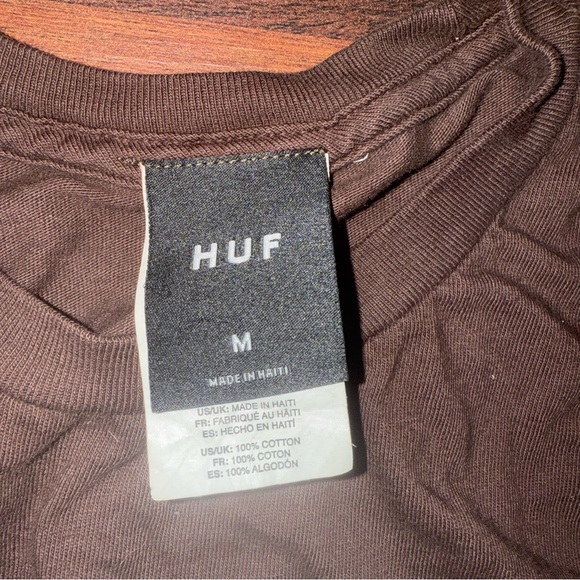 HUF
M
MADE IN HAITI
US/UK: MADE IN HAITI
FR: FABRIQUÉ AU HAÏTI
ES: HECHO EN HAITÍ
US/UK: 100% COTTON
FR: 100% COTON
ES: 100% ALGODÓN